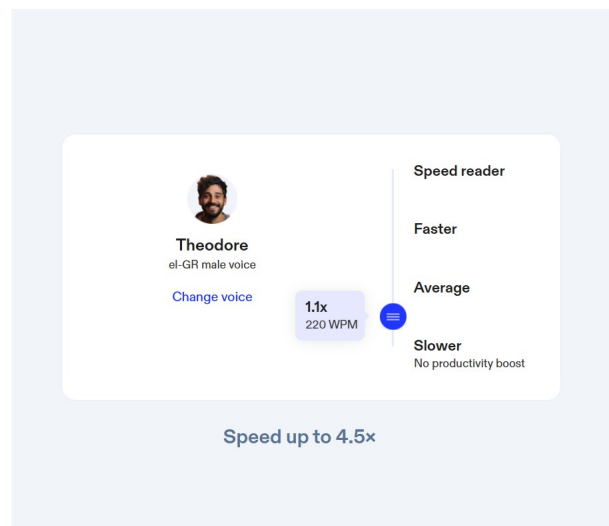 Speed reader
Theodore
el-GR male voice
Change voice
Faster
Average
1.1x
220 WPM
Slower
No productivity boost
Speed up to 4.5×